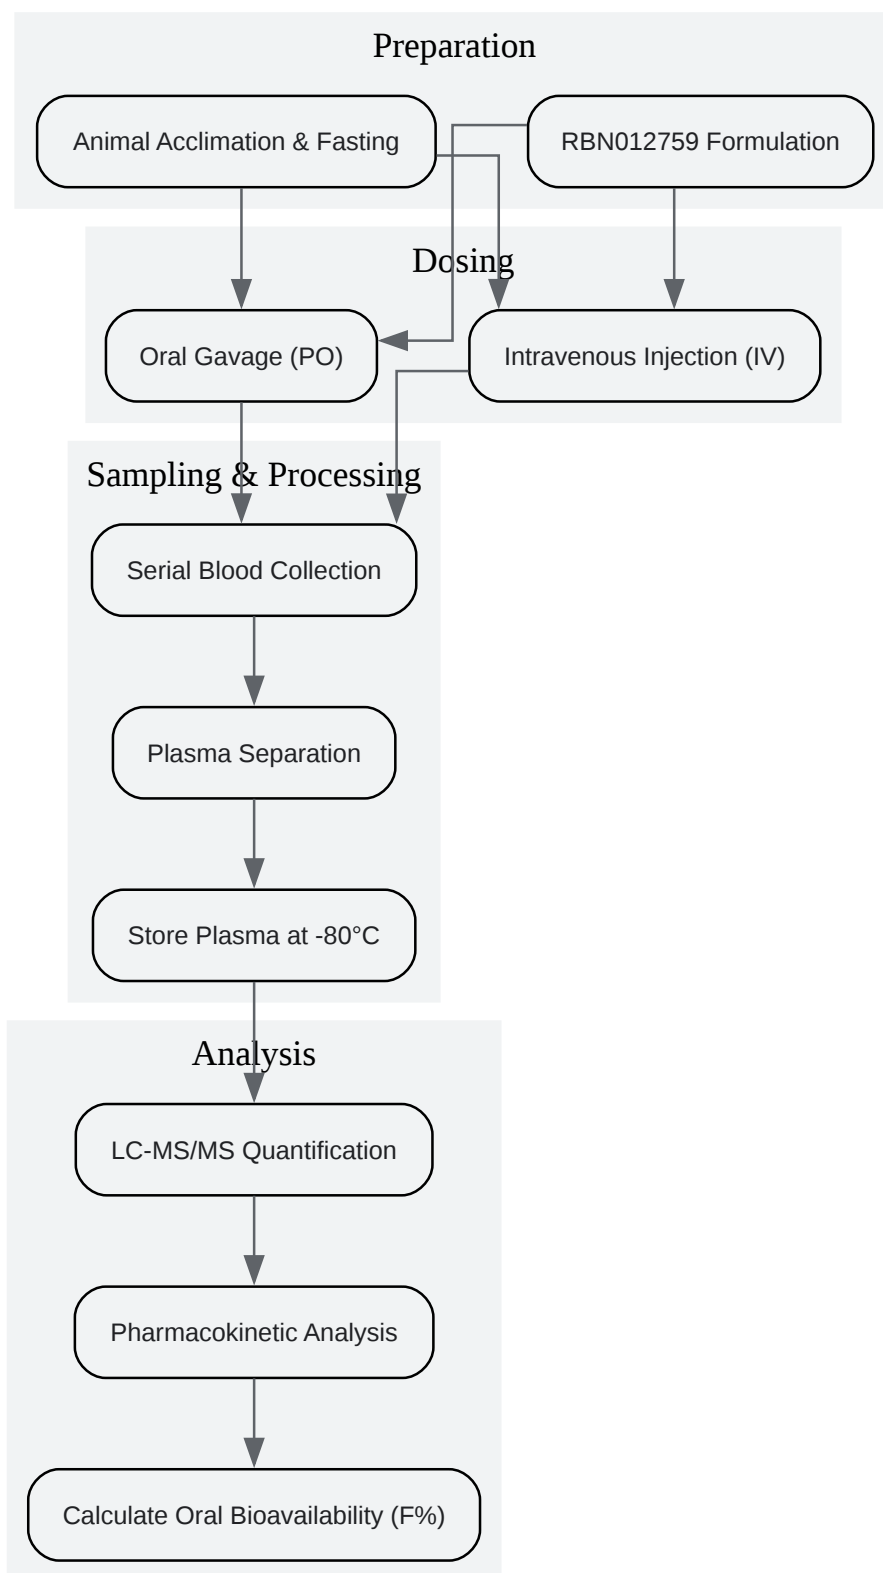 Preparation
Animal Acclimation & Fasting
RBN012759 Formulation
Dosing
Oral Gavage (PO)
Intravenous Injection (IV)
Sampling & Processing
Serial Blood Collection
Plasma Separation
Store Plasma at -80°C
Analysis
LC-MS/MS Quantification
Pharmacokinetic Analysis
Calculate Oral Bioavailability (F%)